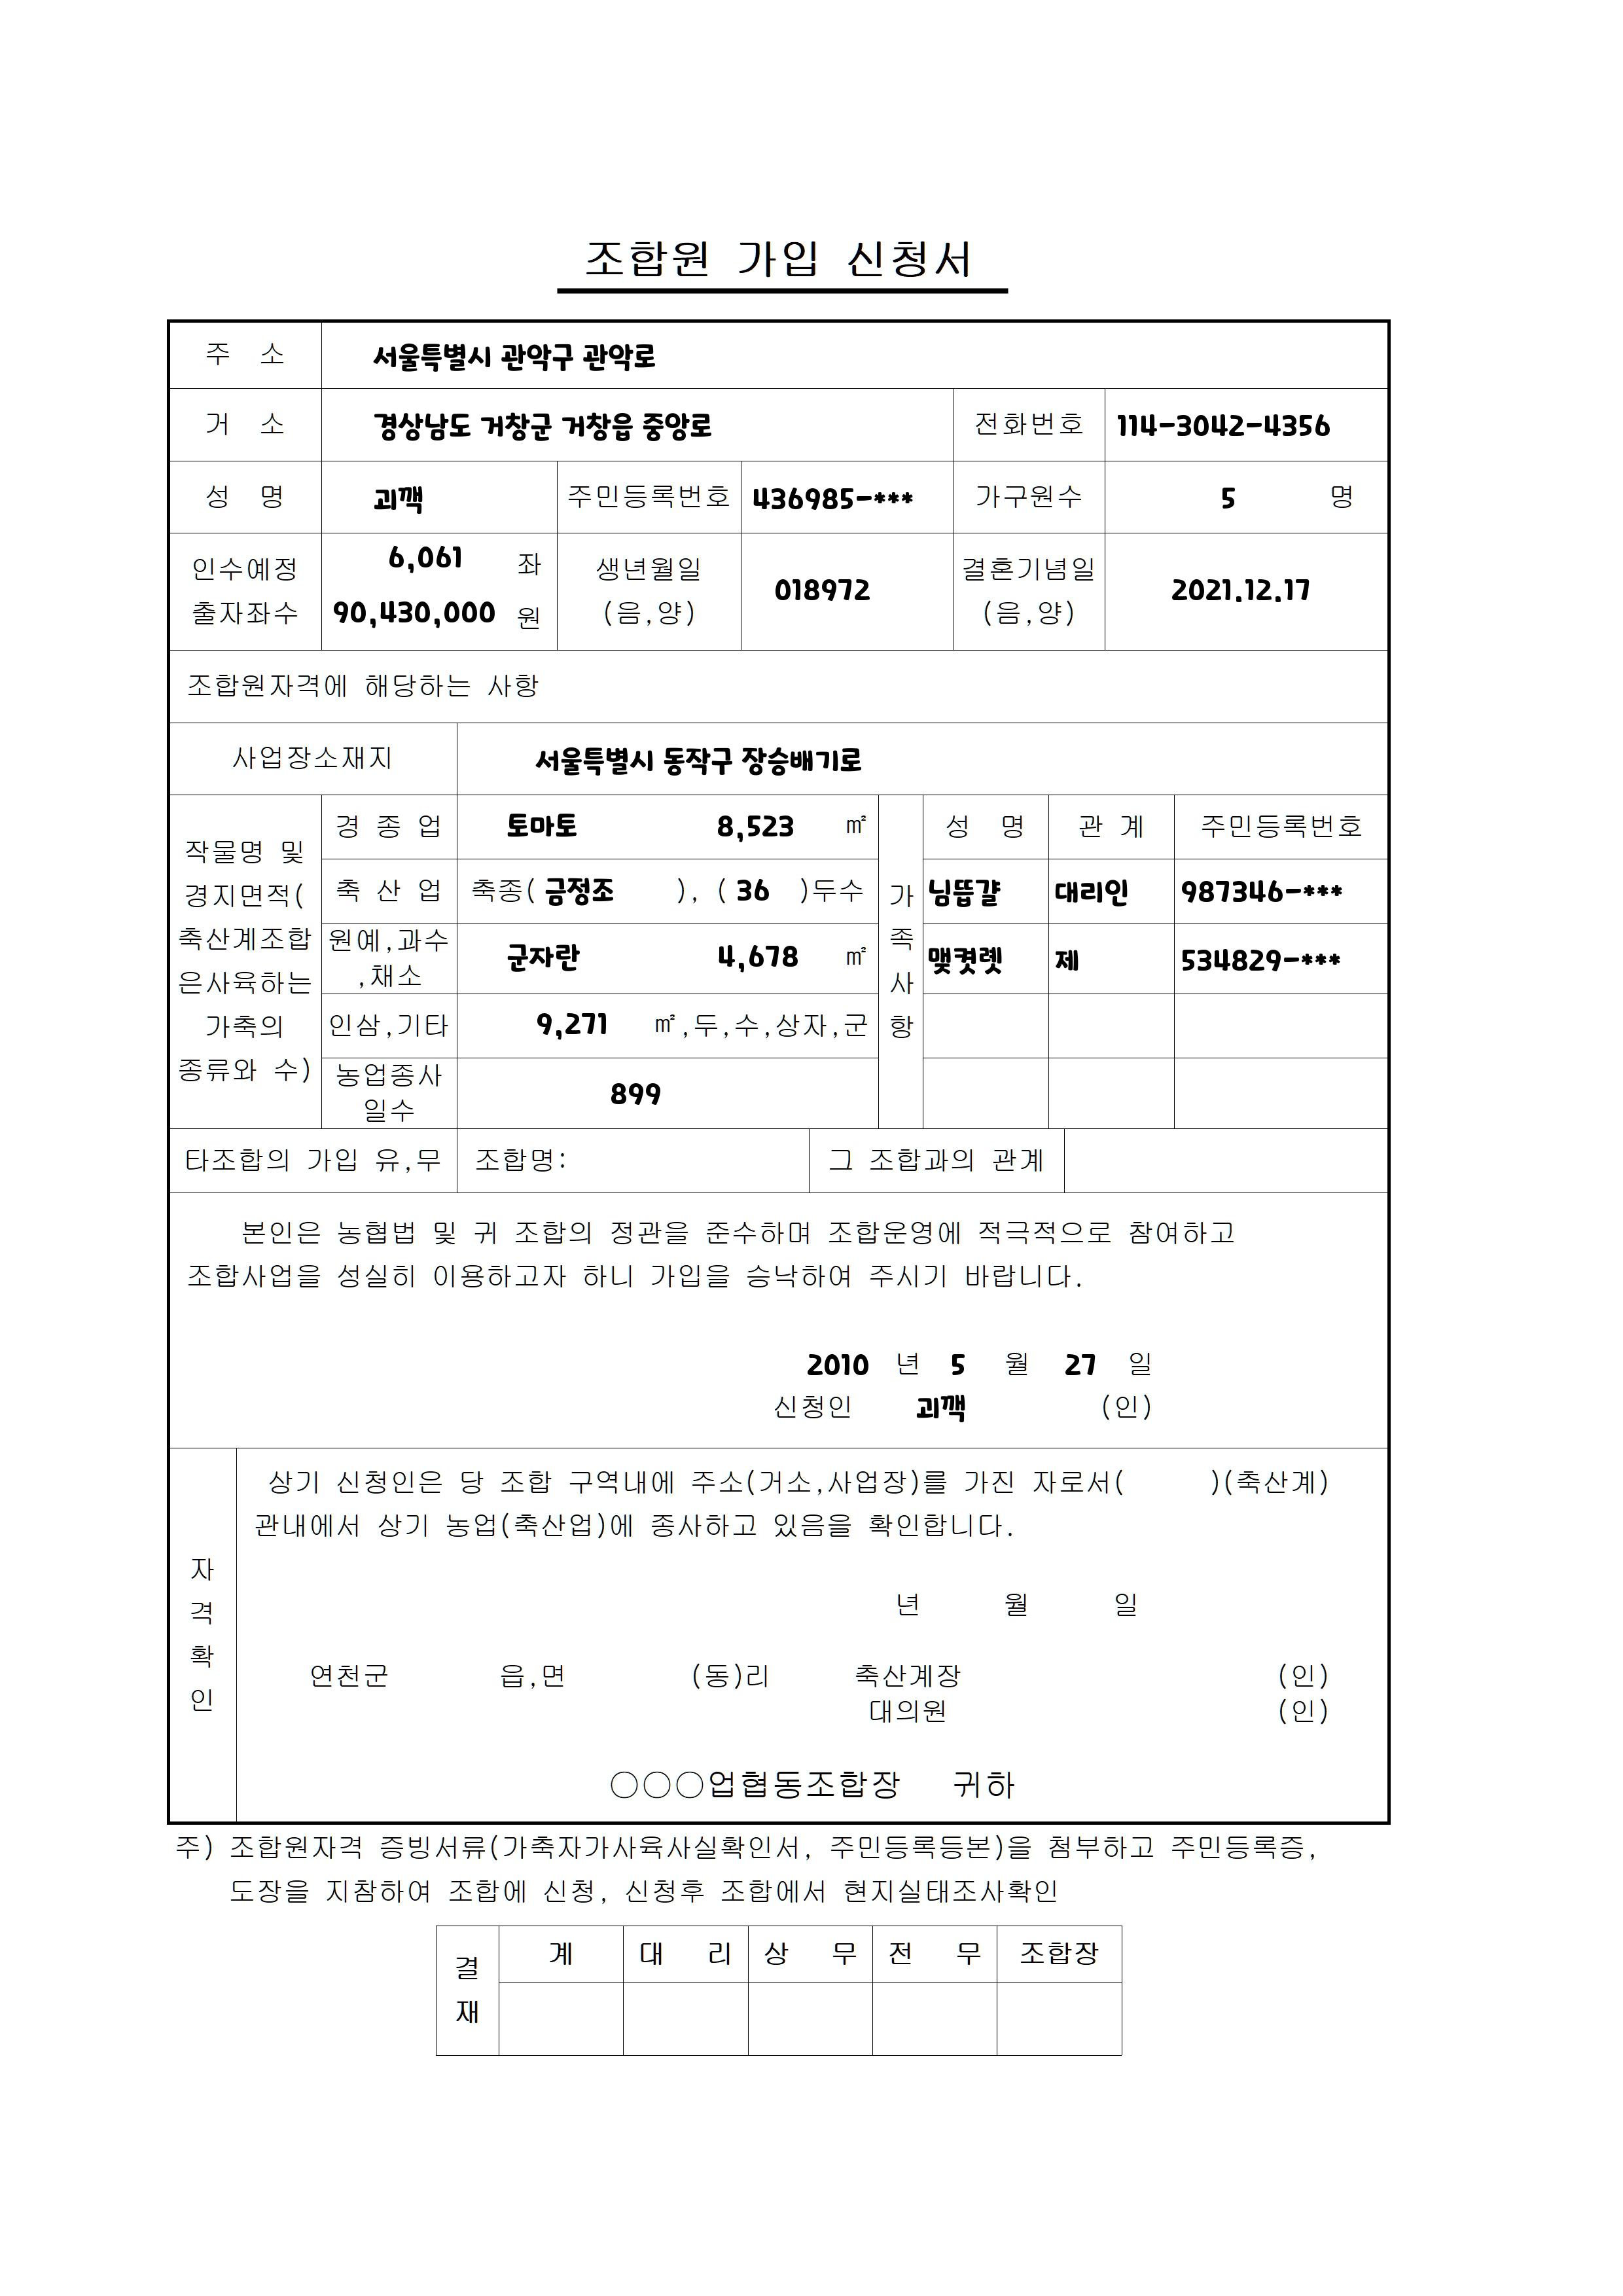 조합원 가입 신청서
주 소 서울특별시 관악구 관악로
거 소 경상남도 거창군 거창읍 중앙로 전화번호 114-3042-4356
성 명 괴깩 주민등록번호 436985-*** 가구원수 5 명
인수예정 출자좌수 6,061 좌 90,430,000 원 생년월일 (음,양) 018972 결혼기념일 (음,양) 2021.12.17
조합원자격에 해당하는 사항
사업장소재지 서울특별시 동작구 장승배기로
작물명 및
경지면적(
축산계조합
은사육하는
가축의
종류와 수)
경 종 업 토마토 8,523 ㎡
축 산 업 축종( 금정조 ), ( 36 )두수
원예,과수
,채소 군자란 4,678 ㎡
인삼,기타 9,271 ㎡,두,수,상자,군
농업종사
일수 899
가
족
사
항
성 명 관 계 주민등록번호
님뜹걀 대리인 987346-***
제 534829-***
타조합의 가입 유,무 조합명: 그 조합과의 관계
본인은 농협법 및 귀 조합의 정관을 준수하며 조합운영에 적극적으로 참여하고
조합사업을 성실히 이용하고자 하니 가입을 승낙하여 주시기 바랍니다.
2010 년 5 월 27 일
신청인 괴깩 (인)
자
격
확
인
상기 신청인은 당 조합 구역내에 주소(거소,사업장)를 가진 자로서( )(축산계)
관내에서 상기 농업(축산업)에 종사하고 있음을 확인합니다.
년 월 일
연천군 읍,면 (동)리 축산계장 (인)
대의원 (인)
○○○업협동조합장 귀하
주) 조합원자격 증빙서류(가축자가사육사실확인서, 주민등록등본)을 첨부하고 주민등록증,
도장을 지참하여 조합에 신청, 신청후 조합에서 현지실태조사확인
결
재
계 대 리 상 무 전 무 조합장